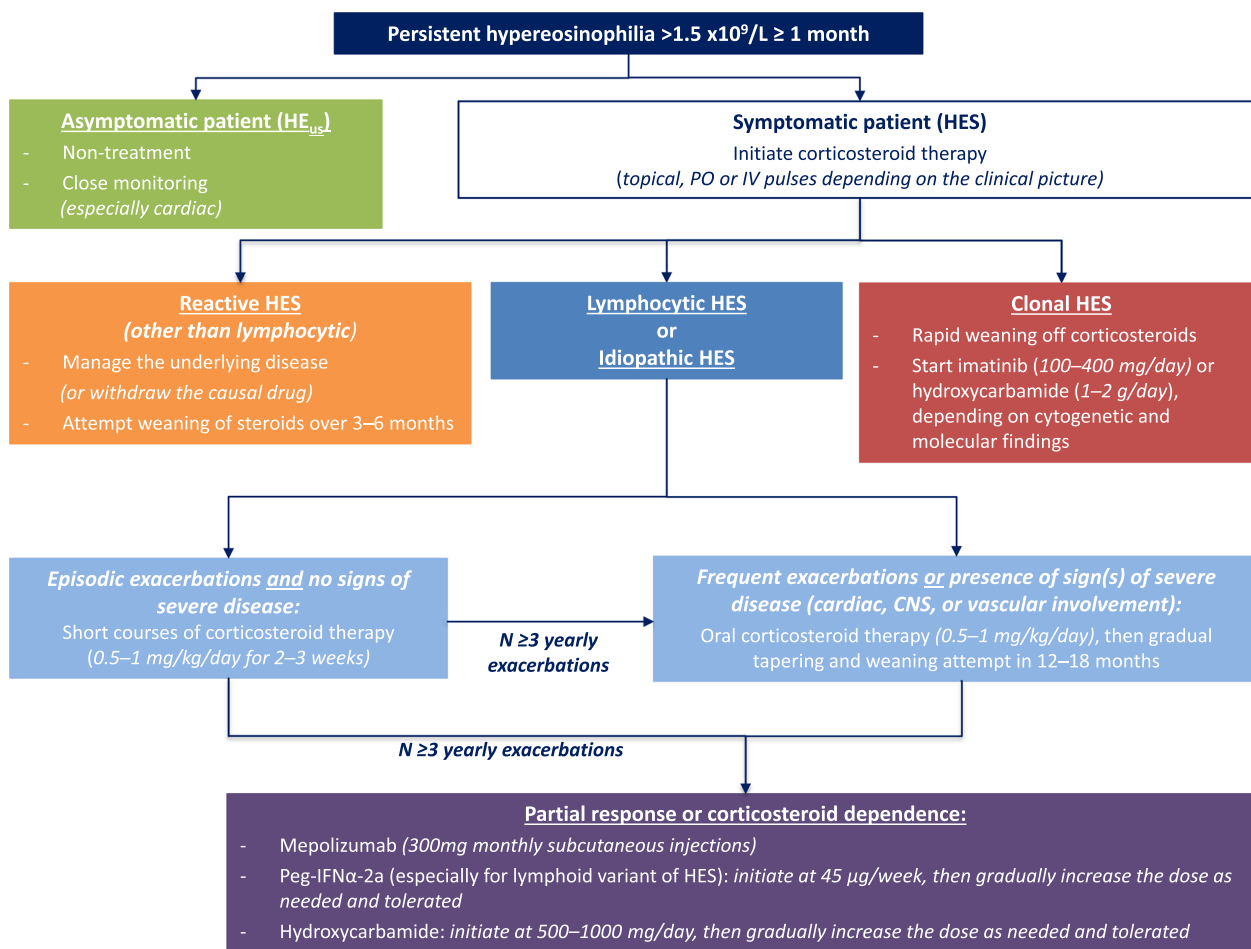 Persistent hypereosinophilia >1.5 x10⁹/L ≥ 1 month
Asymptomatic patient (HEus)
- Non-treatment
- Close monitoring
(especially cardiac)
Symptomatic patient (HES)
Initiate corticosteroid therapy
(topical, PO or IV pulses depending on the clinical picture)
Reactive HES
(other than lymphocytic)
- Manage the underlying disease
(or withdraw the causal drug)
- Attempt weaning of steroids over 3–6 months
Lymphocytic HES
or
Idiopathic HES
Clonal HES
- Rapid weaning off corticosteroids
- Start imatinib (100–400 mg/day) or
hydroxycarbamide (1–2 g/day),
depending on cytogenetic and
molecular findings
Episodic exacerbations and no signs of
severe disease:
Short courses of corticosteroid therapy
(0.5–1 mg/kg/day for 2–3 weeks)
N ≥3 yearly
exacerbations
Frequent exacerbations or presence of sign(s) of severe
disease (cardiac, CNS, or vascular involvement):
Oral corticosteroid therapy (0.5–1 mg/kg/day), then gradual
tapering and weaning attempt in 12–18 months
N ≥3 yearly exacerbations
Partial response or corticosteroid dependence:
- Mepolizumab (300mg monthly subcutaneous injections)
- Peg-IFNα-2a (especially for lymphoid variant of HES): initiate at 45 µg/week, then gradually increase the dose as
needed and tolerated
- Hydroxycarbamide: initiate at 500–1000 mg/day, then gradually increase the dose as needed and tolerated